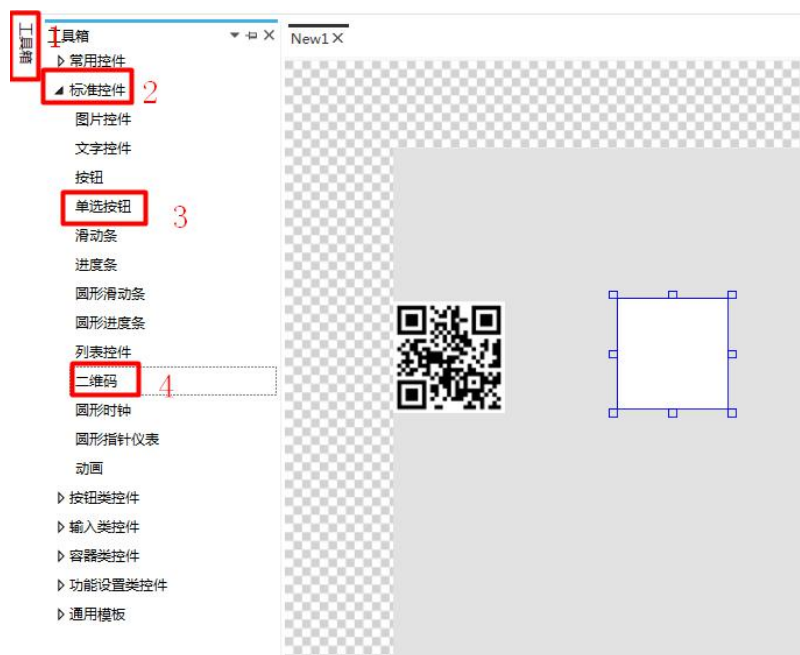 工具箱
1
工具箱
New1
常用控件
标准控件
2
图片控件
文字控件
按钮
单选按钮
3
滑动条
进度条
圆形滑动条
圆形进度条
列表控件
二维码
4
圆形时钟
圆形指针仪表
动画
按钮类控件
输入类控件
容器类控件
功能设置类控件
通用模板